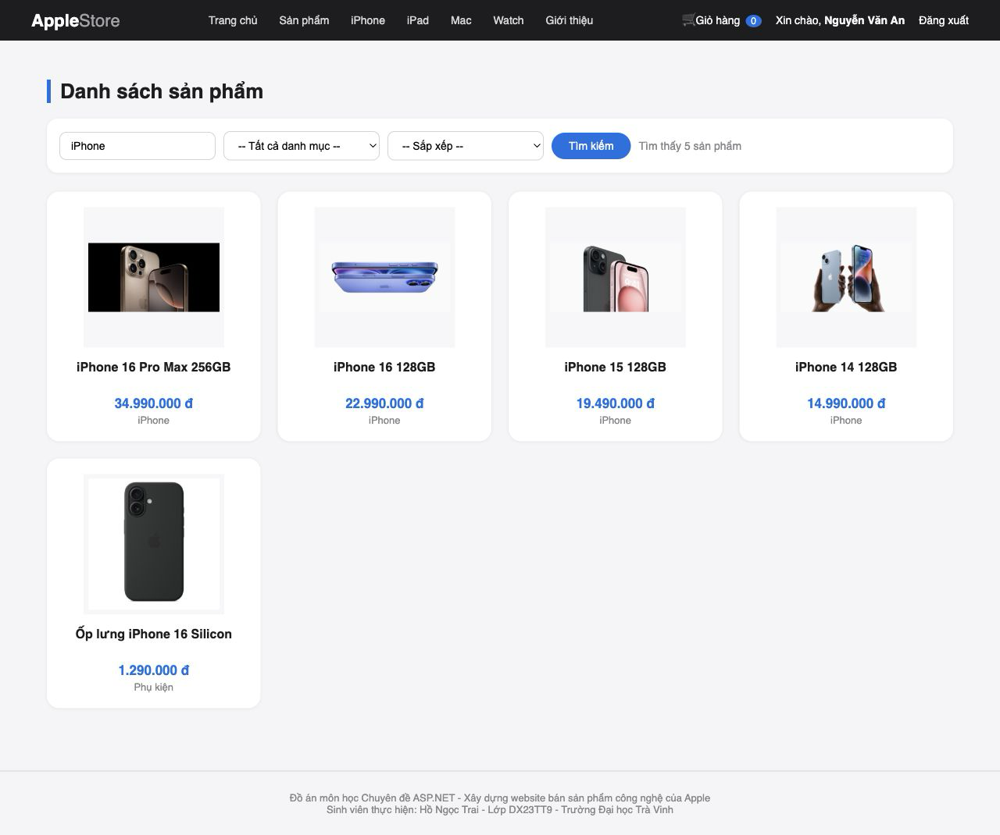 AppleStore Trang chủ Sản phẩm iPhone iPad Mac Watch Giới thiệu Giỏ hàng 0 Xin chào, Nguyễn Văn An Đăng xuất
Danh sách sản phẩm
iPhone -- Tất cả danh mục -- -- Sắp xếp -- Tìm kiếm Tìm thấy 5 sản phẩm
iPhone 16 Pro Max 256GB
34.990.000 đ
iPhone
iPhone 16 128GB
22.990.000 đ
iPhone
iPhone 15 128GB
19.490.000 đ
iPhone
iPhone 14 128GB
14.990.000 đ
iPhone
Ốp lưng iPhone 16 Silicon
1.290.000 đ
Phụ kiện
Đồ án môn học Chuyên đề ASP.NET - Xây dựng website bán sản phẩm công nghệ của Apple
Sinh viên thực hiện: Hồ Ngọc Trai - Lớp DX23TT9 - Trường Đại học Trà Vinh